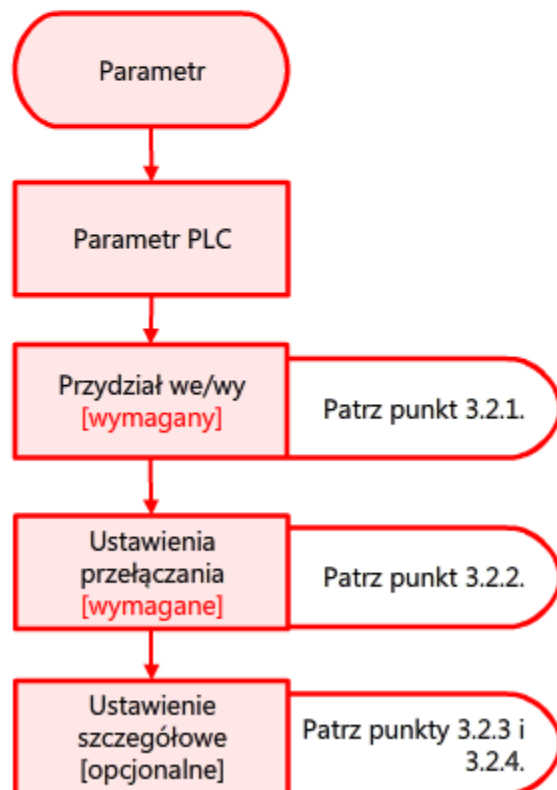 Parametr
Parametr PLC
Przydział we/wy
[wymagany]
Patrz punkt 3.2.1.
Ustawienia
przełączania
[wymagane]
Patrz punkt 3.2.2.
Ustawienie
szczegółowe
[opcjonalne]
Patrz punkty 3.2.3 i
3.2.4.